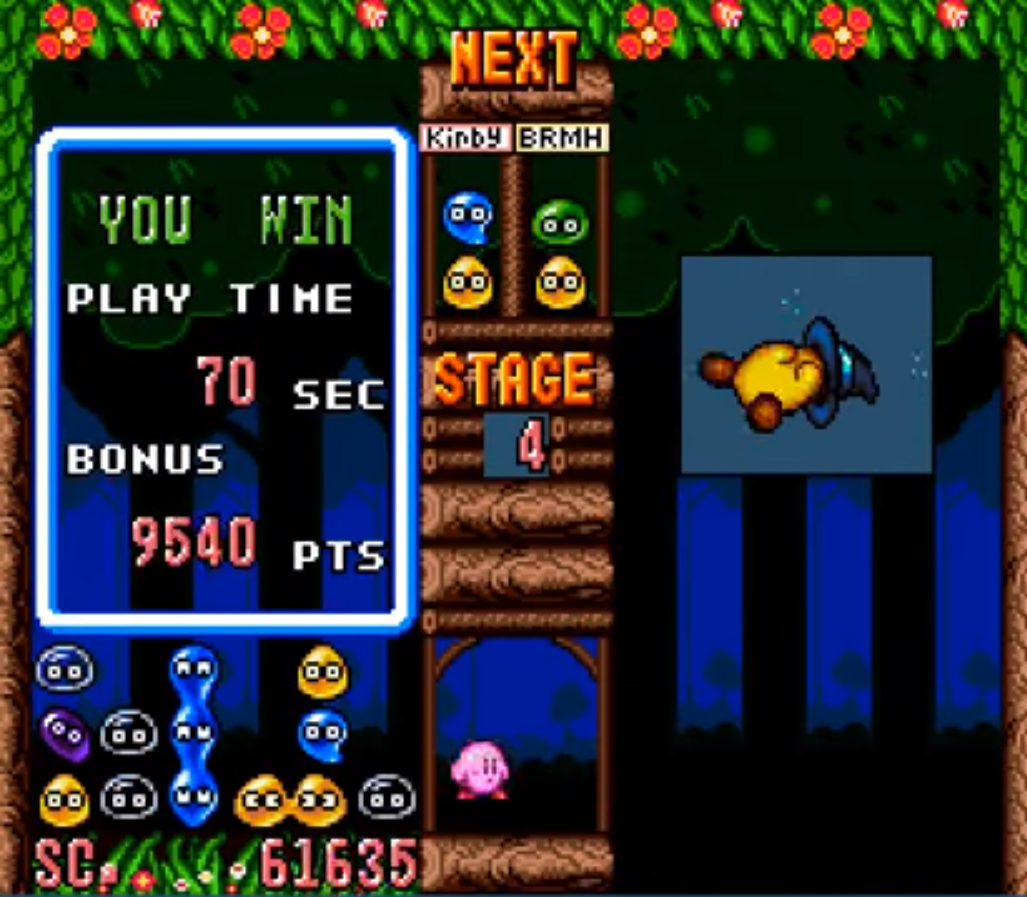 NEXT
Kirby BRMH
YOU WIN
PLAY TIME
70 SEC
BONUS
9540 PTS
STAGE
4
SC. 61635